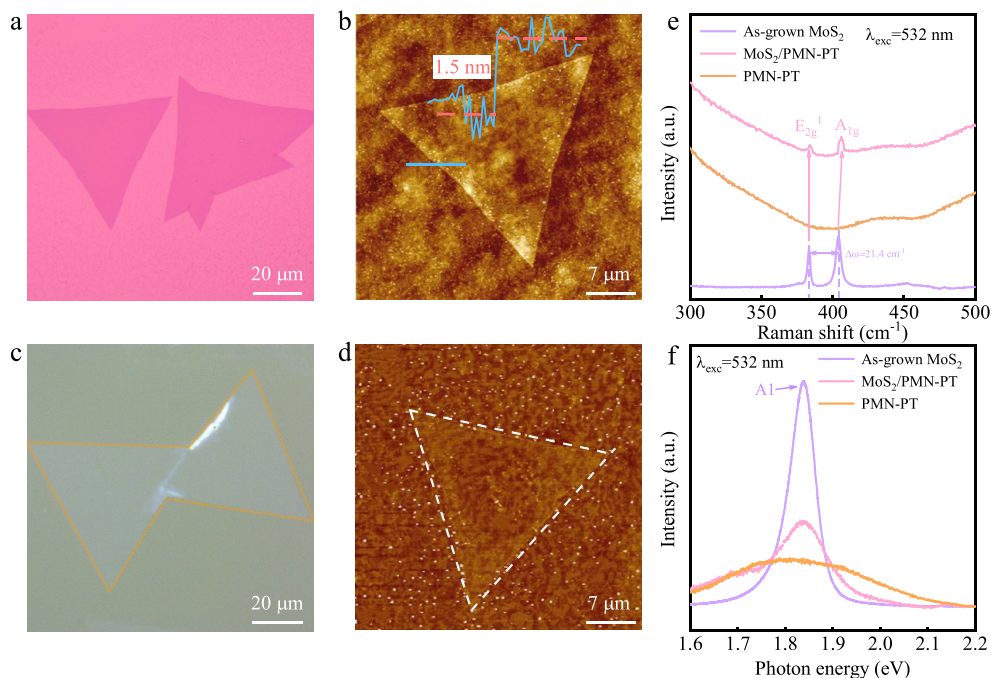 a
20 μm
b
1.5 nm
7 μm
c
20 μm
d
7 μm
e
As-grown MoS₂
MoS₂/PMN-PT
PMN-PT
λexc=532 nm
E2g¹
A1g
Δω=21.4 cm⁻¹
Intensity (a.u.)
300 350 400 450 500
Raman shift (cm⁻¹)
f
λexc=532 nm
As-grown MoS₂
MoS₂/PMN-PT
PMN-PT
A1
Intensity (a.u.)
1.6 1.7 1.8 1.9 2.0 2.1 2.2
Photon energy (eV)